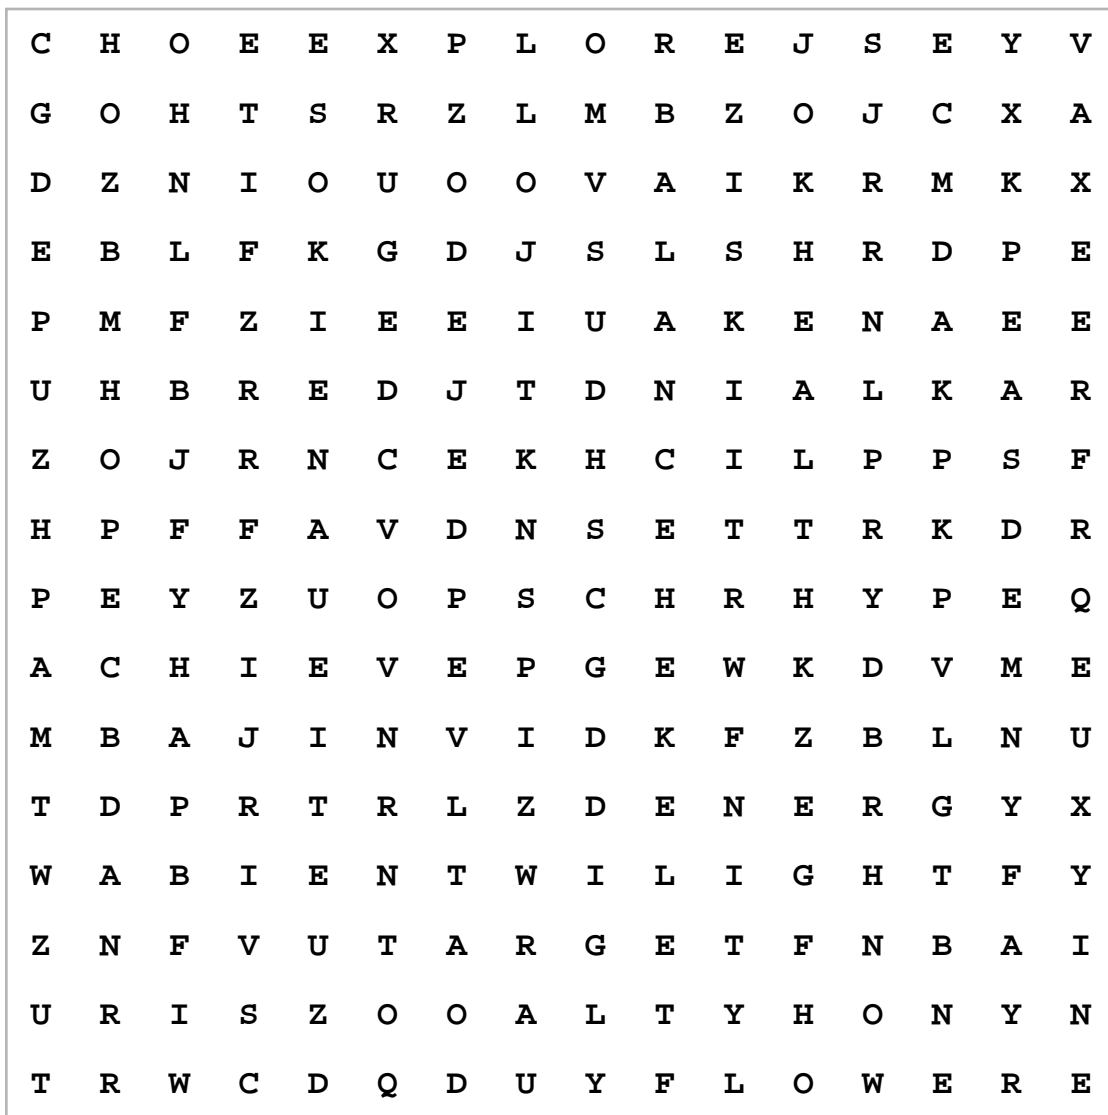 C H O E E X P L O R E J S E Y V
G O H T S R Z L M B Z O J C X A
D Z N I O U O O V A I K R M K X
E B L F K G D J S L S H R D P E
P M F Z I E E I U A K E N A E E
U H B R E D J T D N I A L K A R
Z O J R N C E K H C I L P P S F
H P F F A V D N S E T T R K D R
P E Y Z U O P S C H R H Y P E Q
A C H I E V E P G E W K D V M E
M B A J I N V I D K F Z B L N U
T D P R T R L Z D E N E R G Y X
W A B I E N T W I L I G H T F Y
Z N F V U T A R G E T F N B A I
U R I S Z O O A L T Y H O N Y N
T R W C D Q D U Y F L O W E R E